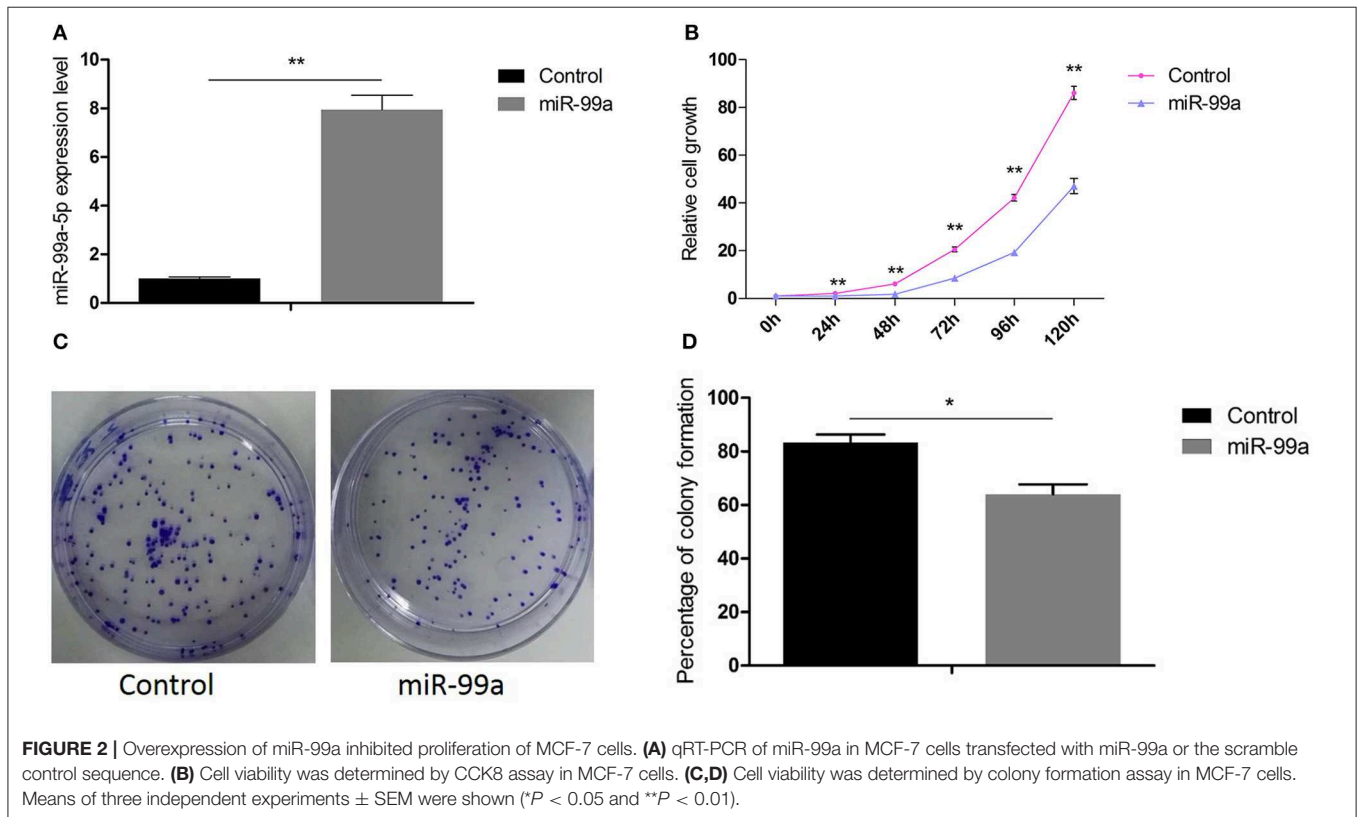 A
10
8
6
4
2
0
miR-99a-5p expression level
**
Control
miR-99a
B
100
80
60
40
20
0
Relative cell growth
**
**
**
**
**
0h
24h
48h
72h
96h
120h
Control
miR-99a
C
Control
miR-99a
D
100
80
60
40
20
0
Percentage of colony formation
*
Control
miR-99a
FIGURE 2 | Overexpression of miR-99a inhibited proliferation of MCF-7 cells. (A) qRT-PCR of miR-99a in MCF-7 cells transfected with miR-99a or the scramble
control sequence. (B) Cell viability was determined by CCK8 assay in MCF-7 cells. (C,D) Cell viability was determined by colony formation assay in MCF-7 cells.
Means of three independent experiments ± SEM were shown (*P < 0.05 and **P < 0.01).